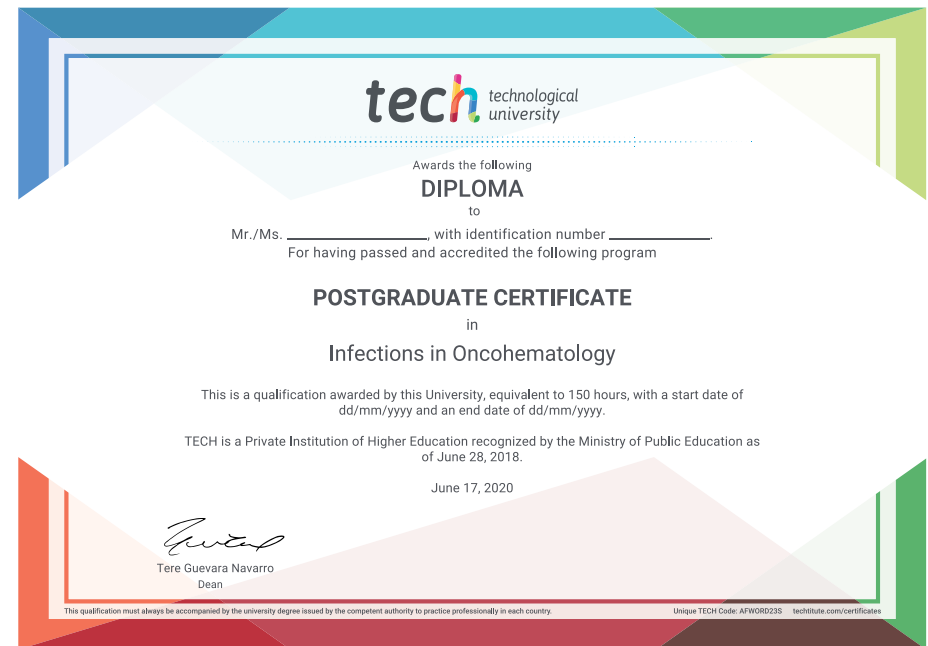 tech technological
university
Awards the following
DIPLOMA
to
Mr./Ms. ____________________, with identification number ______________.
For having passed and accredited the following program
POSTGRADUATE CERTIFICATE
in
Infections in Oncohematology
This is a qualification awarded by this University, equivalent to 150 hours, with a start date of
dd/mm/yyyy and an end date of dd/mm/yyyy.
TECH is a Private Institution of Higher Education recognized by the Ministry of Public Education as
of June 28, 2018.
June 17, 2020
Tere Guevara Navarro
Dean
This qualification must always be accompanied by the university degree issued by the competent authority to practice professionally in each country.
Unique TECH Code: AFWORD23S techtitute.com/certificates